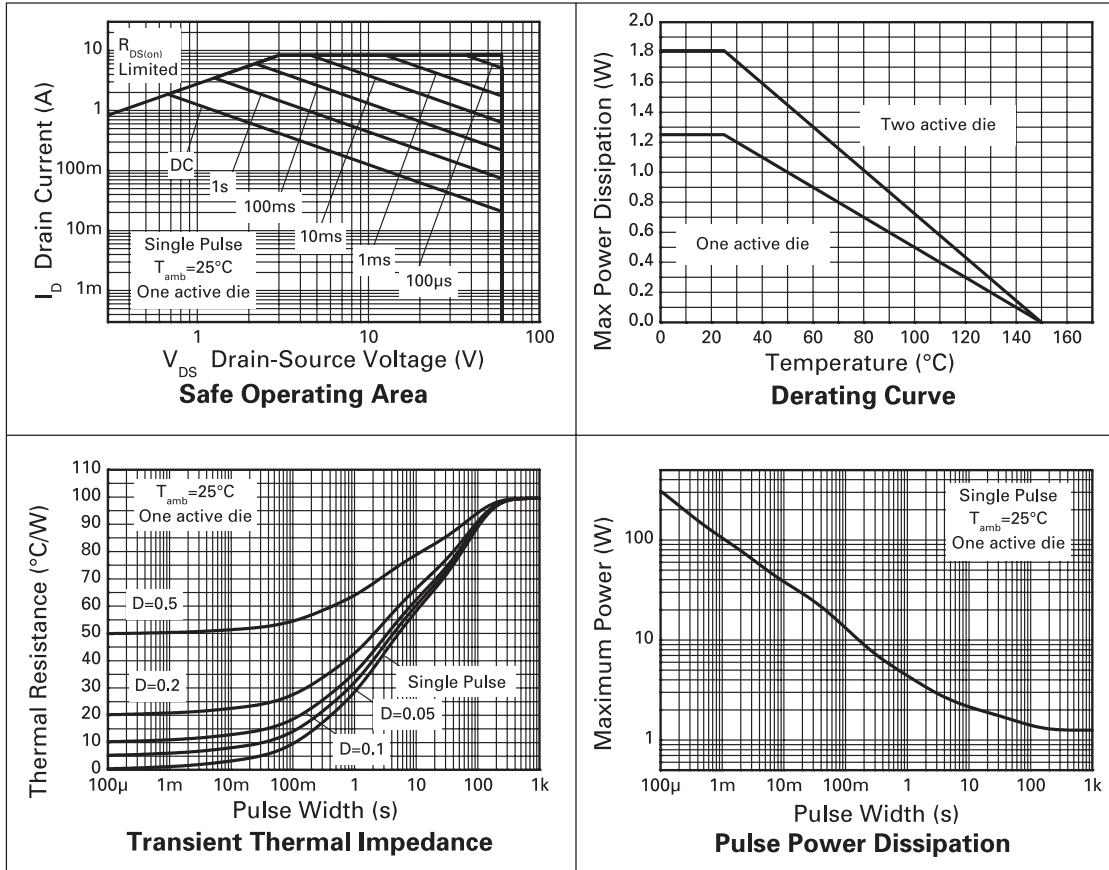 10
1
100m
10m
1m
R_DS(on)
Limited
DC
1s
100ms
10ms
1ms
100µs
Single Pulse
T_amb=25°C
One active die
1
10
100
I_D Drain Current (A)
V_DS Drain-Source Voltage (V)
Safe Operating Area
2.0
1.8
1.6
1.4
1.2
1.0
0.8
0.6
0.4
0.2
0.0
Two active die
One active die
0
20
40
60
80
100
120
140
160
Max Power Dissipation (W)
Temperature (°C)
Derating Curve
110
100
90
80
70
60
50
40
30
20
10
0
T_amb=25°C
One active die
D=0.5
D=0.2
Single Pulse
D=0.05
D=0.1
100µ
1m
10m
100m
1
10
100
1k
Thermal Resistance (°C/W)
Pulse Width (s)
Transient Thermal Impedance
100
10
1
Single Pulse
T_amb=25°C
One active die
100µ
1m
10m
100m
1
10
100
1k
Maximum Power (W)
Pulse Width (s)
Pulse Power Dissipation